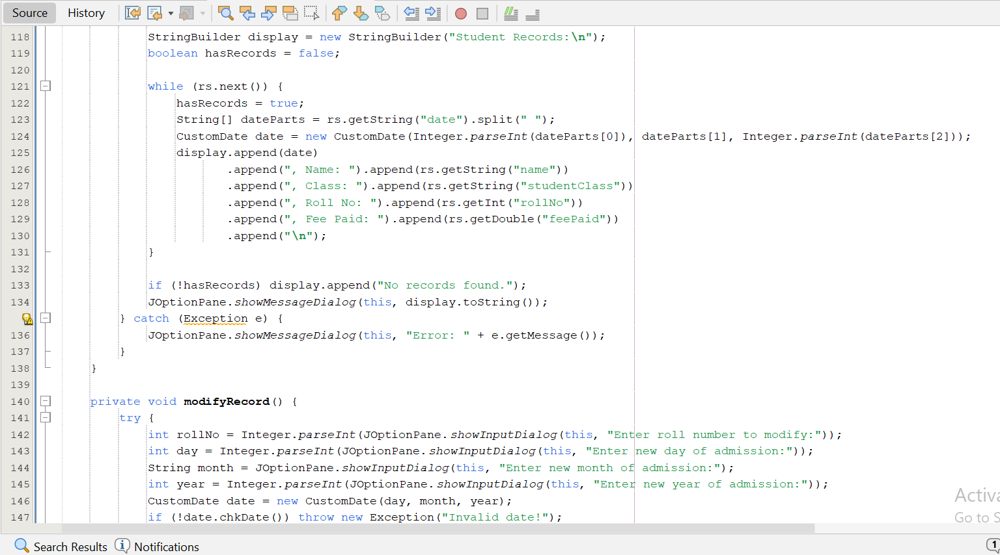 Source History
118 StringBuilder display = new StringBuilder("Student Records:\n");
119 boolean hasRecords = false;
120
121 while (rs.next()) {
122 hasRecords = true;
123 String[] dateParts = rs.getString("date").split(" ");
124 CustomDate date = new CustomDate(Integer.parseInt(dateParts[0]), dateParts[1], Integer.parseInt(dateParts[2]));
125 display.append(date)
126 .append(", Name: ").append(rs.getString("name"))
127 .append(", Class: ").append(rs.getString("studentClass"))
128 .append(", Roll No: ").append(rs.getInt("rollNo"))
129 .append(", Fee Paid: ").append(rs.getDouble("feePaid"))
130 .append("\n");
131 }
132
133 if (!hasRecords) display.append("No records found.");
134 JOptionPane.showMessageDialog(this, display.toString());
} catch (Exception e) {
136 JOptionPane.showMessageDialog(this, "Error: " + e.getMessage());
137 }
138 }
139
140 private void modifyRecord() {
141 try {
142 int rollNo = Integer.parseInt(JOptionPane.showInputDialog(this, "Enter roll number to modify:"));
143 int day = Integer.parseInt(JOptionPane.showInputDialog(this, "Enter new day of admission:"));
144 String month = JOptionPane.showInputDialog(this, "Enter new month of admission:");
145 int year = Integer.parseInt(JOptionPane.showInputDialog(this, "Enter new year of admission:"));
146 CustomDate date = new CustomDate(day, month, year);
147 if (!date.chkDate()) throw new Exception("Invalid date!");
Activa
Go to S
Search Results Notifications 1